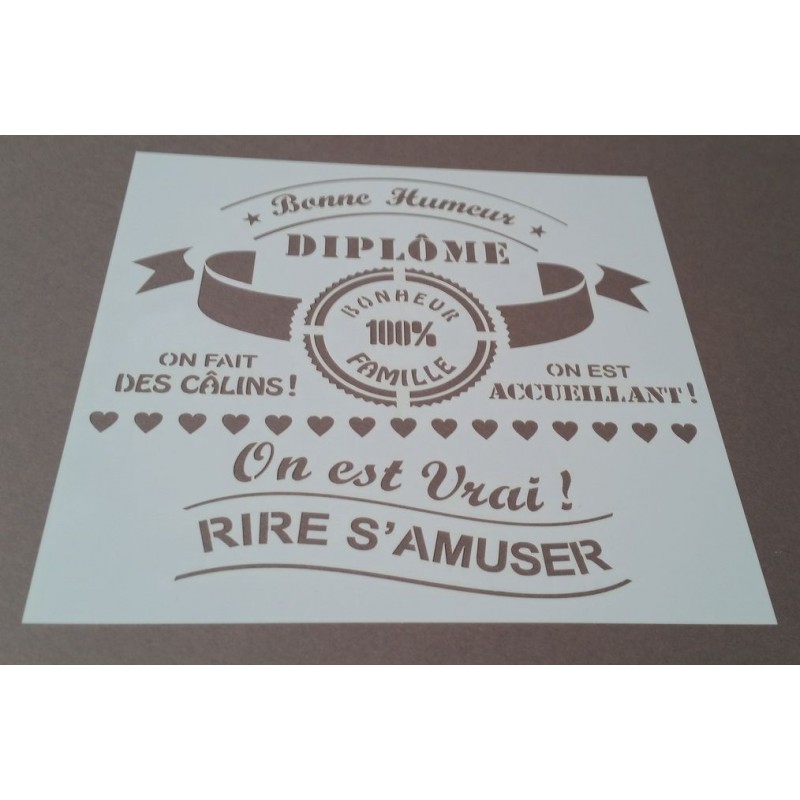 Bonne Humeur
DIPLÔME
BONHEUR
100%
FAMILLE
ON FAIT
DES CÂLINS!
ON EST
ACCUEILLANT!
On est Vrai!
RIRE S'AMUSER